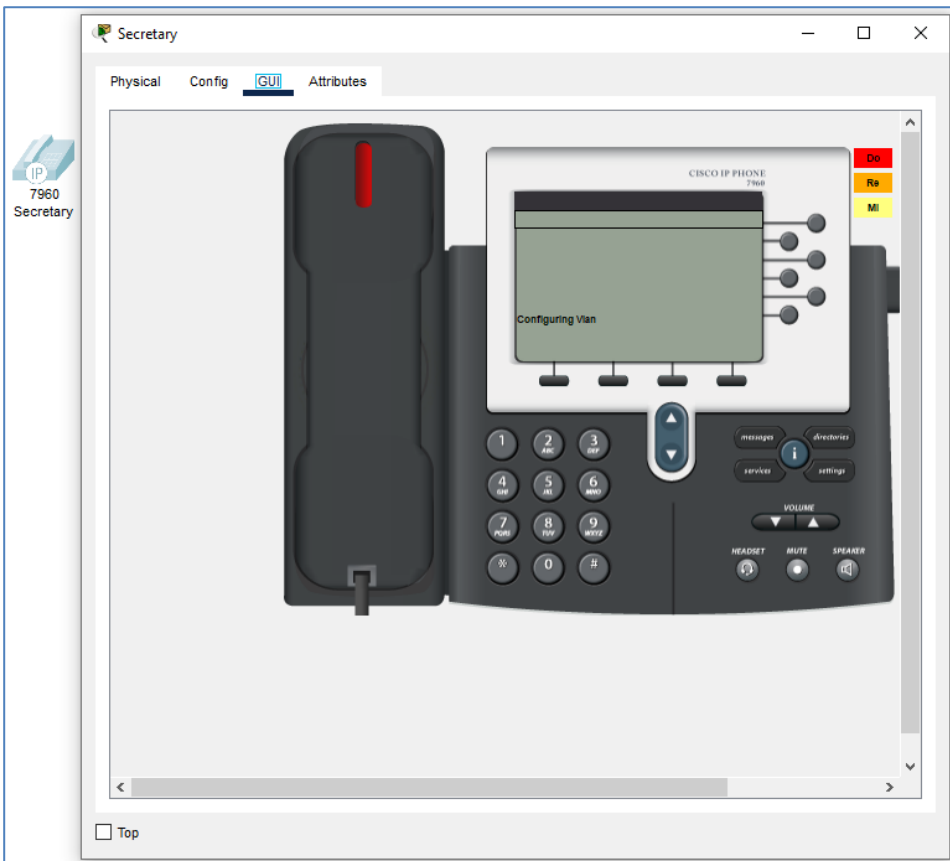 Secretary
Physical Config GUI Attributes
IP
7960
Secretary
CISCO IP PHONE
7960
Do
Re
MI
Configuring Vlan
1
2 ABC
3 DEF
4 GHI
5 JKL
6 MNO
7 PQRS
8 TUV
9 WXYZ
*
0
#
messages
directories
i
services
settings
VOLUME
HEADSET MUTE SPEAKER
Top